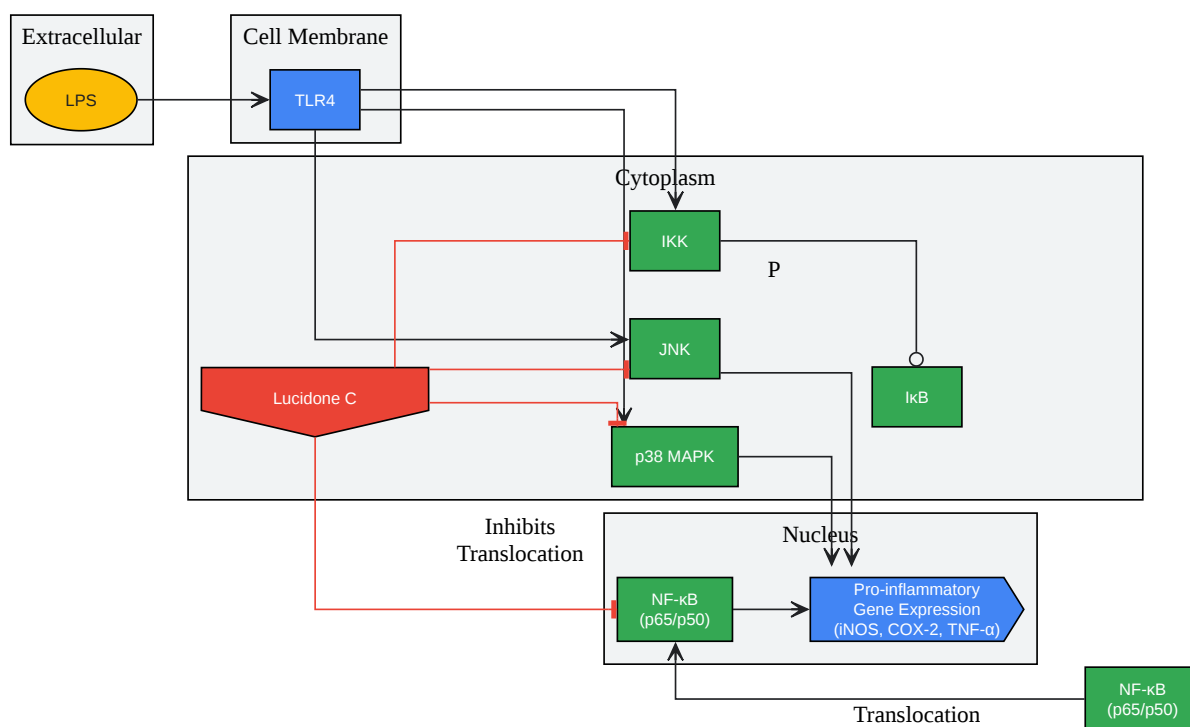 Extracellular
Cell Membrane
LPS
TLR4
Cytoplasm
IKK
P
JNK
Lucidone C
IκB
p38 MAPK
Inhibits
Translocation
Nucleus
NF-κB
(p65/p50)
Pro-inflammatory
Gene Expression
(iNOS, COX-2, TNF-α)
NF-κB
(p65/p50)
Translocation